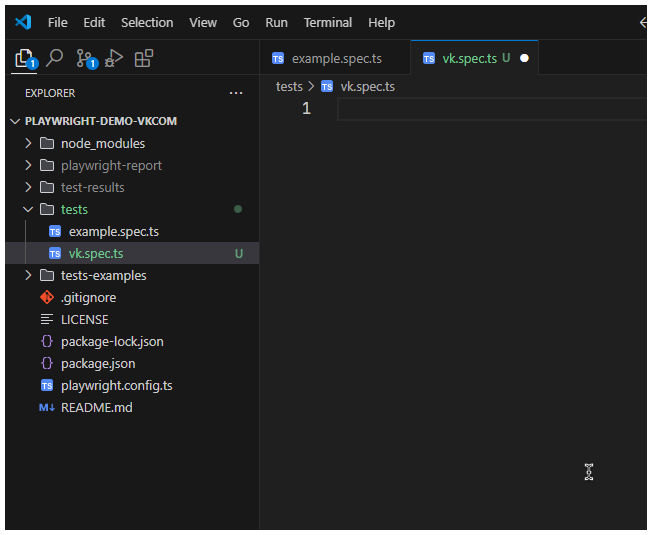 File Edit Selection View Go Run Terminal Help
1 1
EXPLORER ...
PLAYWRIGHT-DEMO-VKCOM
node_modules
playwright-report
test-results
tests
TS example.spec.ts
TS vk.spec.ts U
tests-examples
.gitignore
LICENSE
{} package-lock.json
{} package.json
TS playwright.config.ts
M↓ README.md
TS example.spec.ts TS vk.spec.ts U
tests > TS vk.spec.ts
1